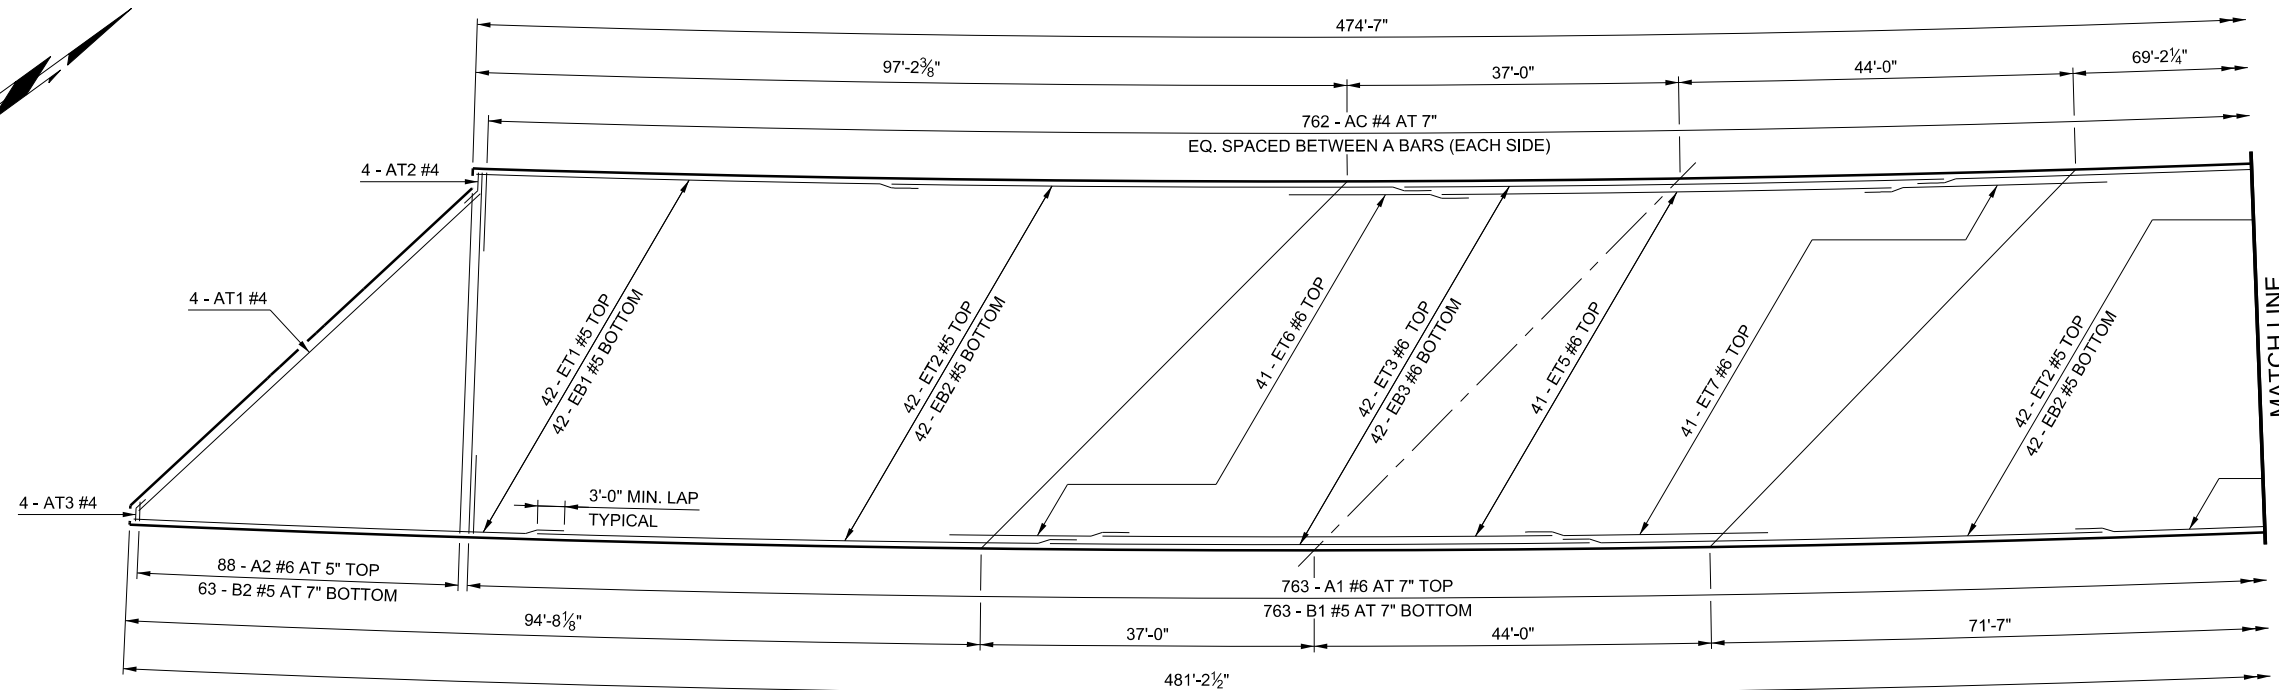 474'-7"
97'-2⅜"
37'-0"
44'-0"
69'-2¼"
762 - AC #4 AT 7"
EQ. SPACED BETWEEN A BARS (EACH SIDE)
4 - AT2 #4
4 - AT1 #4
4 - AT3 #4
42 - ET1 #5 TOP
42 - EB1 #5 BOTTOM
42 - ET2 #5 TOP
42 - EB2 #5 BOTTOM
41 - ET6 #6 TOP
42 - ET3 #6 TOP
42 - EB3 #6 BOTTOM
41 - ET5 #6 TOP
41 - ET7 #6 TOP
42 - ET2 #5 TOP
42 - EB2 #5 BOTTOM
MATCH LINE
3'-0" MIN. LAP
TYPICAL
88 - A2 #6 AT 5" TOP
63 - B2 #5 AT 7" BOTTOM
763 - A1 #6 AT 7" TOP
763 - B1 #5 AT 7" BOTTOM
94'-8⅛"
37'-0"
44'-0"
71'-7"
481'-2½"